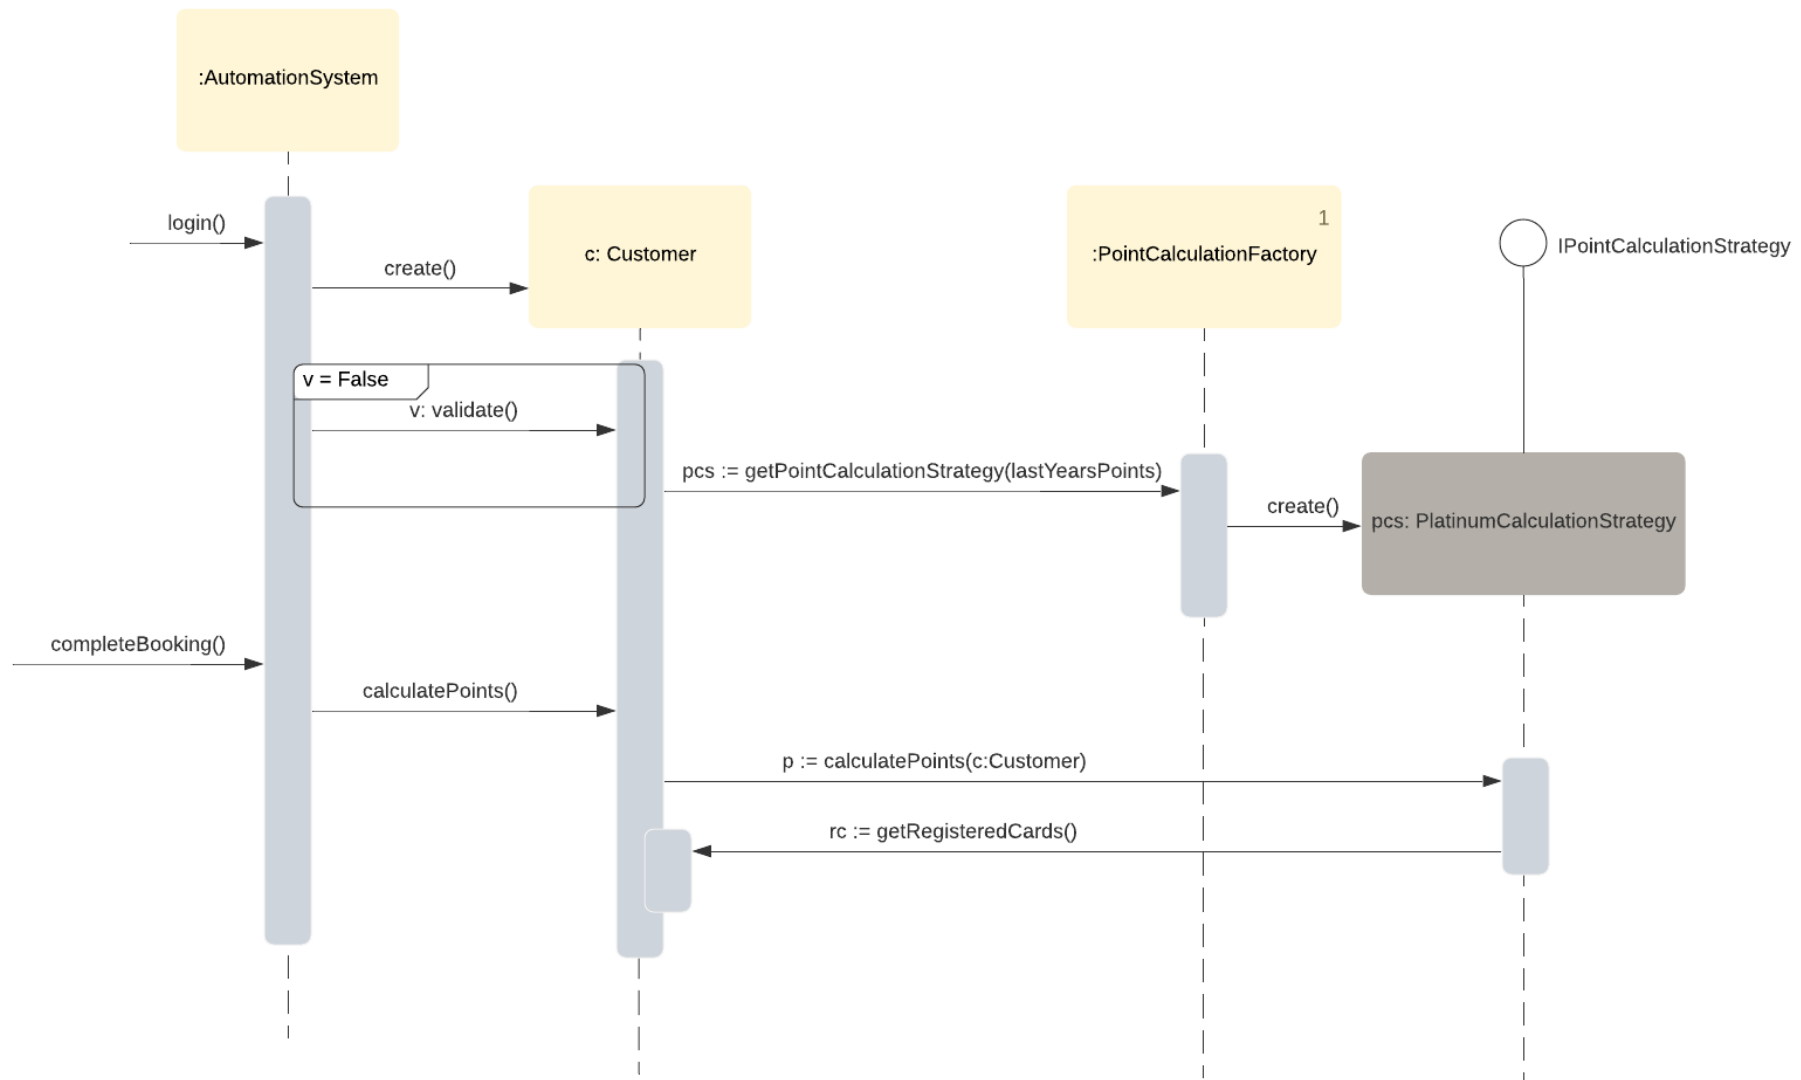 :AutomationSystem
login()
create()
c: Customer
1
:PointCalculationFactory
IPointCalculationStrategy
v = False
v: validate()
pcs := getPointCalculationStrategy(lastYearsPoints)
create()
pcs: PlatinumCalculationStrategy
completeBooking()
calculatePoints()
p := calculatePoints(c:Customer)
rc := getRegisteredCards()